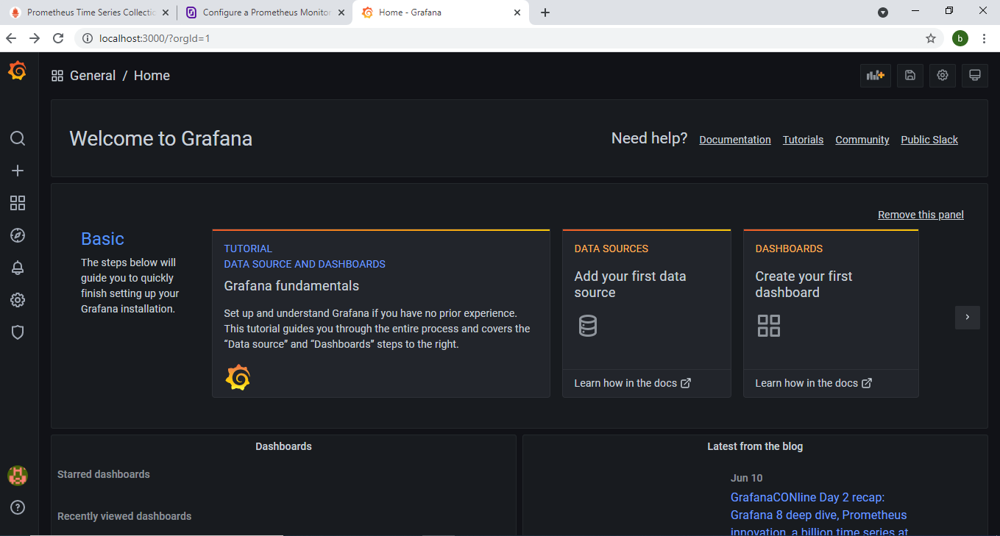 Prometheus Time Series Collectio
Configure a Prometheus Monitor
Home - Grafana
localhost:3000/?orgId=1
b
General / Home
Welcome to Grafana
Need help? Documentation Tutorials Community Public Slack
Remove this panel
Basic
The steps below will
guide you to quickly
finish setting up your
Grafana installation.
TUTORIAL
DATA SOURCE AND DASHBOARDS
Grafana fundamentals
Set up and understand Grafana if you have no prior experience.
This tutorial guides you through the entire process and covers the
“Data source” and “Dashboards” steps to the right.
DATA SOURCES
Add your first data
source
Learn how in the docs
DASHBOARDS
Create your first
dashboard
Learn how in the docs
Dashboards
Starred dashboards
Recently viewed dashboards
Latest from the blog
Jun 10
GrafanaCONline Day 2 recap:
Grafana 8 deep dive, Prometheus
innovation, a billion time series at